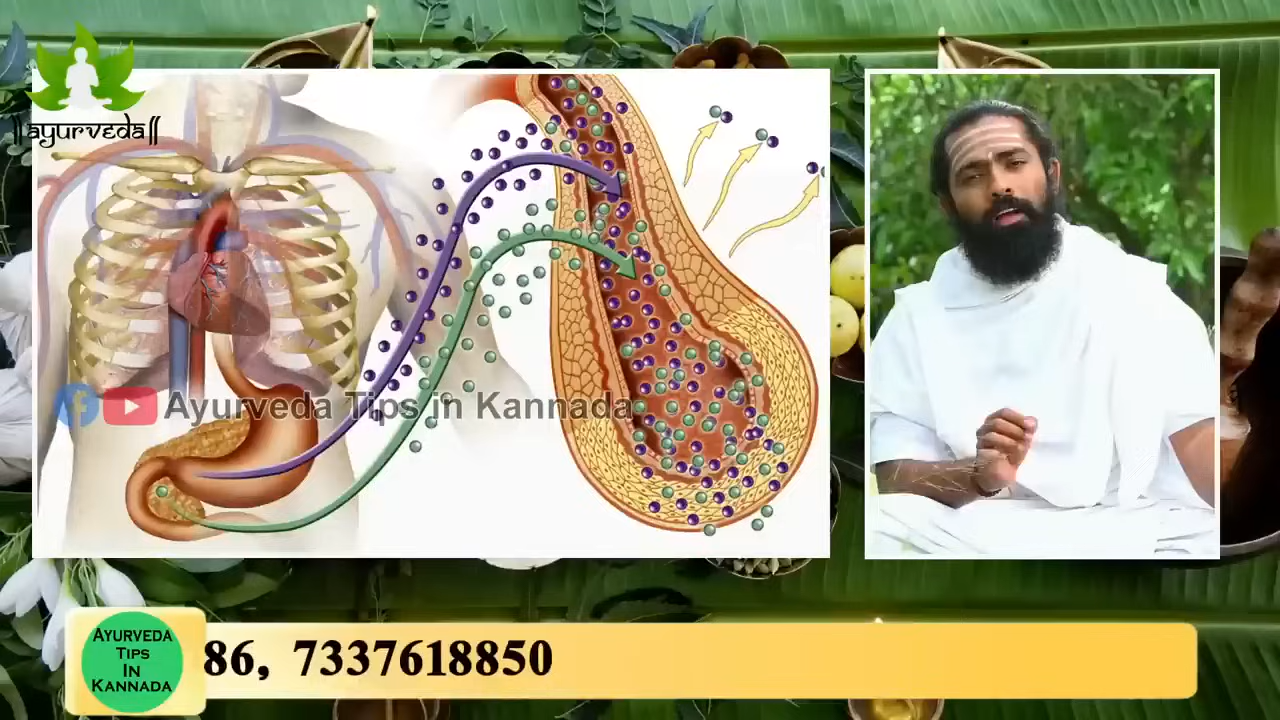 ||ayurveda||
Ayurveda Tips in Kannada
AYURVEDA
TIPS
IN
KANNADA
86, 7337618850